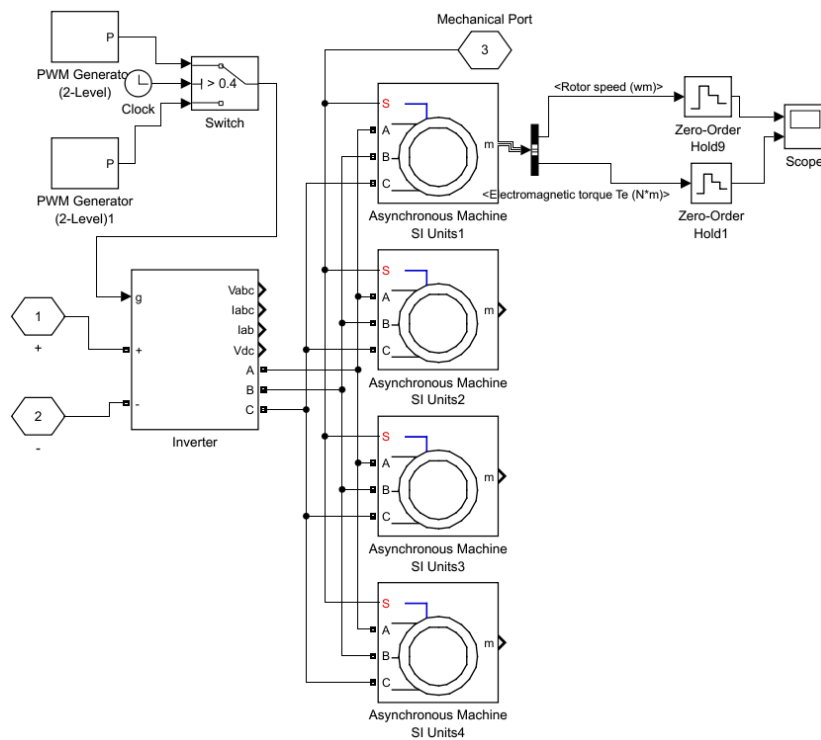 P
PWM Generator
(2-Level)
Clock
> 0.4
Switch
P
PWM Generator
(2-Level)1
Mechanical Port
3
S
A
B
C
m
Asynchronous Machine
SI Units1
<Rotor speed (wm)>
<Electromagnetic torque Te (N*m)>
Zero-Order
Hold9
Zero-Order
Hold1
Scope
1
+
2
-
g
+
-
Vabc
Iabc
Iab
Vdc
A
B
C
Inverter
S
A
B
C
m
Asynchronous Machine
SI Units2
S
A
B
C
m
Asynchronous Machine
SI Units3
S
A
B
C
m
Asynchronous Machine
SI Units4